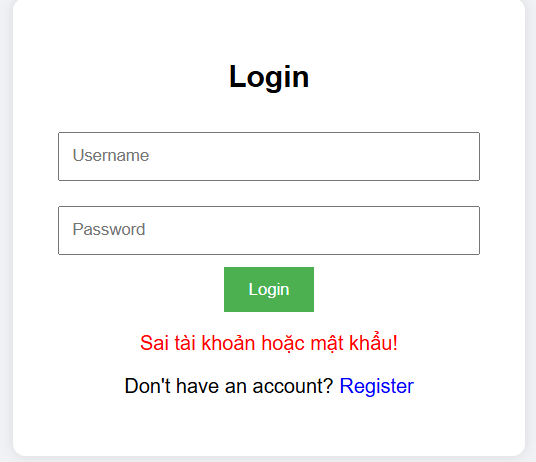 Login
Username
Password
Login
Sai tài khoản hoặc mật khẩu!
Don't have an account? Register